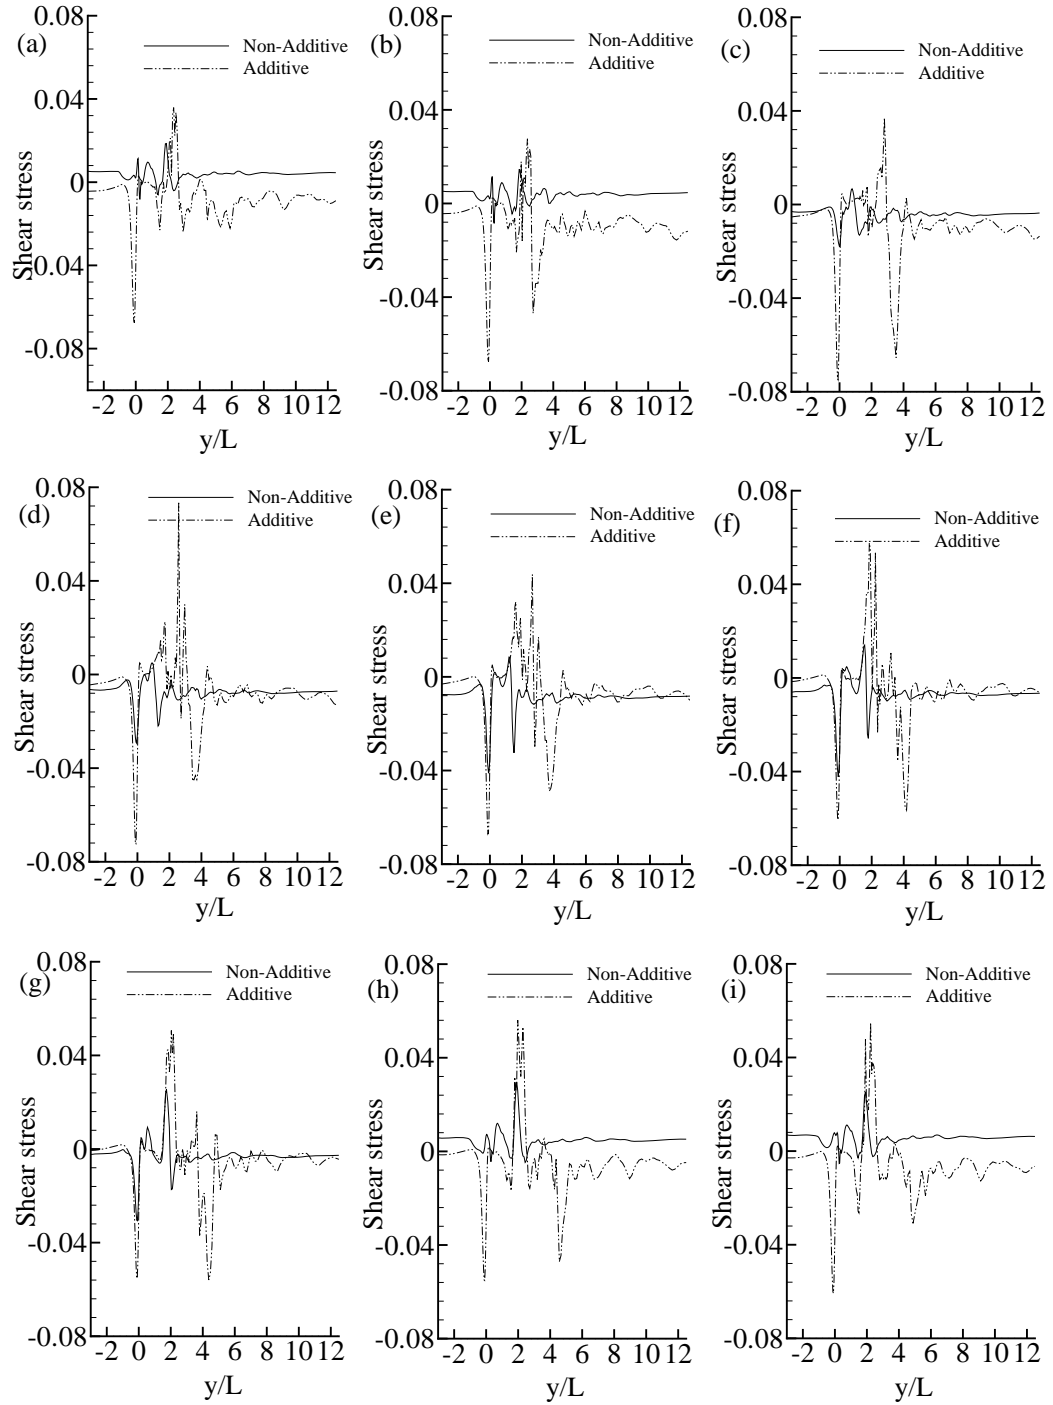 (a)
0.08
0.04
0
-0.04
-0.08
Shear stress
Non-Additive
Additive
-2 0 2 4 6 8 10 12
y/L
(b)
0.08
0.04
0
-0.04
-0.08
Shear stress
Non-Additive
Additive
-2 0 2 4 6 8 10 12
y/L
(c)
0.08
0.04
0
-0.04
-0.08
Shear stress
Non-Additive
Additive
-2 0 2 4 6 8 10 12
y/L
(d)
0.08
0.04
0
-0.04
-0.08
Shear stress
Non-Additive
Additive
-2 0 2 4 6 8 10 12
y/L
(e)
0.08
0.04
0
-0.04
-0.08
Shear stress
Non-Additive
Additive
-2 0 2 4 6 8 10 12
y/L
(f)
0.08
0.04
0
-0.04
-0.08
Shear stress
Non-Additive
Additive
-2 0 2 4 6 8 10 12
y/L
(g)
0.08
0.04
0
-0.04
-0.08
Shear stress
Non-Additive
Additive
-2 0 2 4 6 8 10 12
y/L
(h)
0.08
0.04
0
-0.04
-0.08
Shear stress
Non-Additive
Additive
-2 0 2 4 6 8 10 12
y/L
(i)
0.08
0.04
0
-0.04
-0.08
Shear stress
Non-Additive
Additive
-2 0 2 4 6 8 10 12
y/L